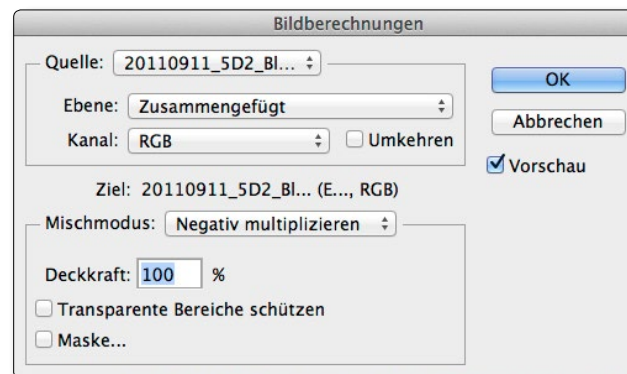 Bildberechnungen
Quelle: 20110911_5D2_Bl...
Ebene: Zusammengefügt
Kanal: RGB Umkehren
Ziel: 20110911_5D2_Bl... (E..., RGB)
Mischmodus: Negativ multiplizieren
Deckkraft: 100 %
Transparente Bereiche schützen
Maske...
OK
Abbrechen
Vorschau